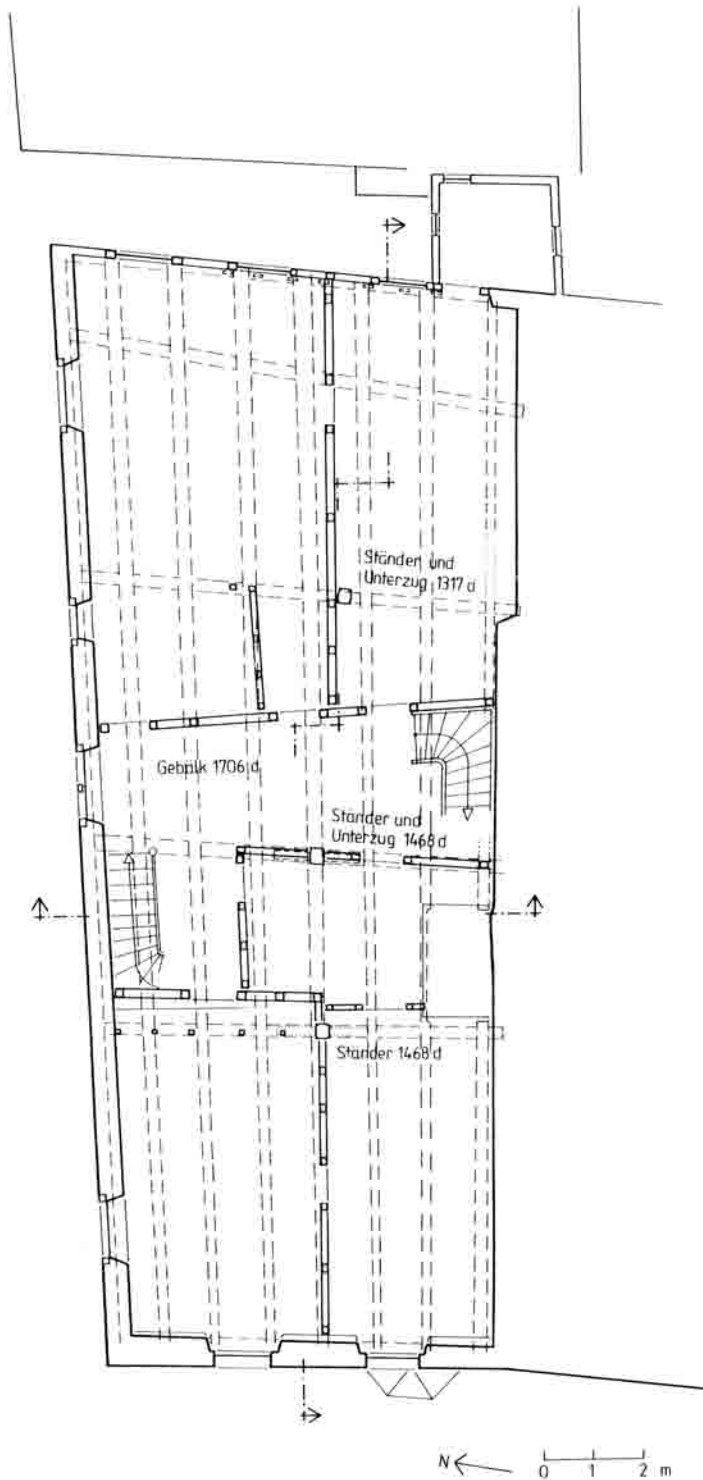 Ständer und
Unterzug 1317 d
Gebälk 1706 d
Ständer und
Unterzug 1468 d
Ständer 1468 d
N
0 1 2 m